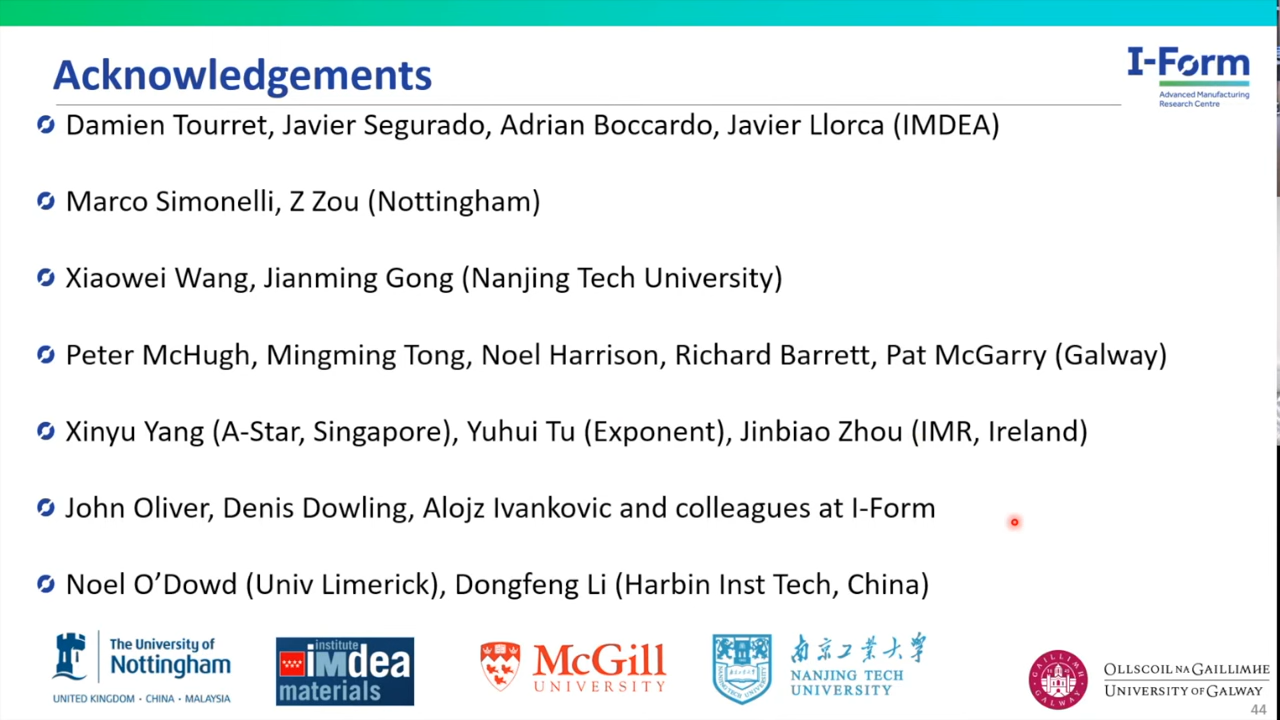 Acknowledgements
I-Form
Advanced Manufacturing
Research Centre
Damien Tourret, Javier Segurado, Adrian Boccardo, Javier Llorca (IMDEA)
Marco Simonelli, Z Zou (Nottingham)
Xiaowei Wang, Jianming Gong (Nanjing Tech University)
Peter McHugh, Mingming Tong, Noel Harrison, Richard Barrett, Pat McGarry (Galway)
Xinyu Yang (A-Star, Singapore), Yuhui Tu (Exponent), Jinbiao Zhou (IMR, Ireland)
John Oliver, Denis Dowling, Alojz Ivankovic and colleagues at I-Form
Noel O’Dowd (Univ Limerick), Dongfeng Li (Harbin Inst Tech, China)
The University of
Nottingham
UNITED KINGDOM · CHINA · MALAYSIA
institute
iMdea
materials
McGill
UNIVERSITY
南京工业大学
NANJING TECH
UNIVERSITY
OLLSCOIL NA GAILLIMHE
UNIVERSITY OF GALWAY
44